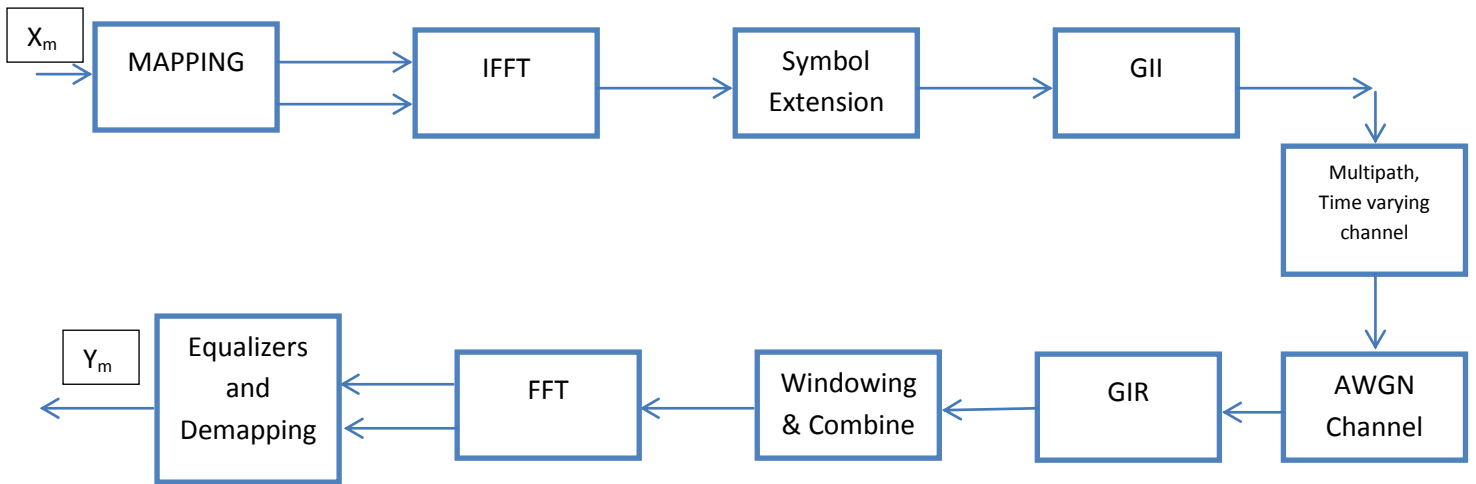 Xm
MAPPING
IFFT
Symbol
Extension
GII
Multipath,
Time varying
channel
AWGN
Channel
GIR
Windowing
& Combine
FFT
Equalizers
and
Demapping
Ym